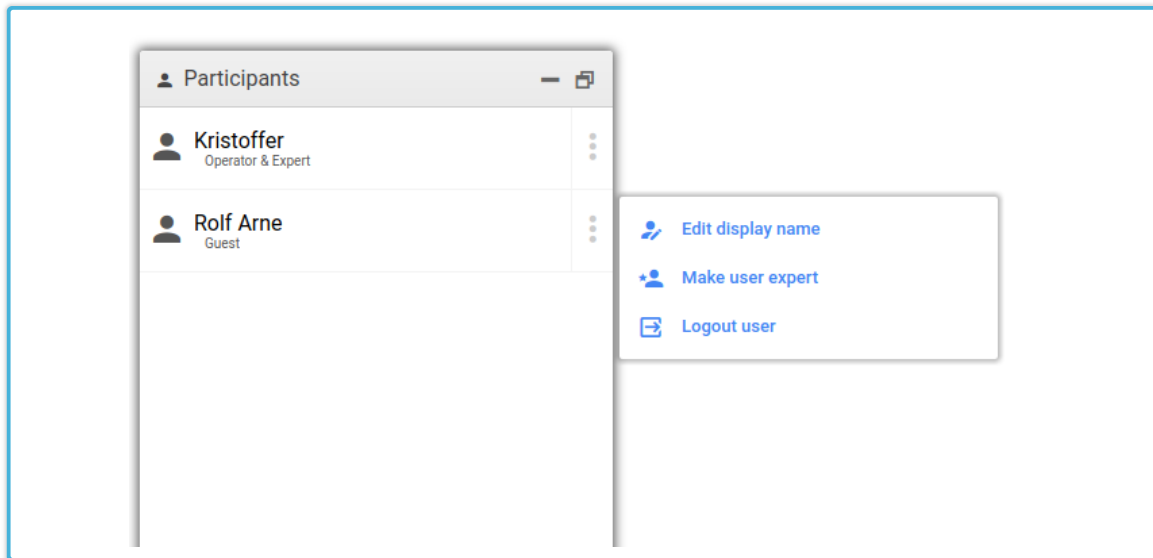 Participants
Kristoffer
Operator & Expert
Rolf Arne
Guest
Edit display name
Make user expert
Logout user